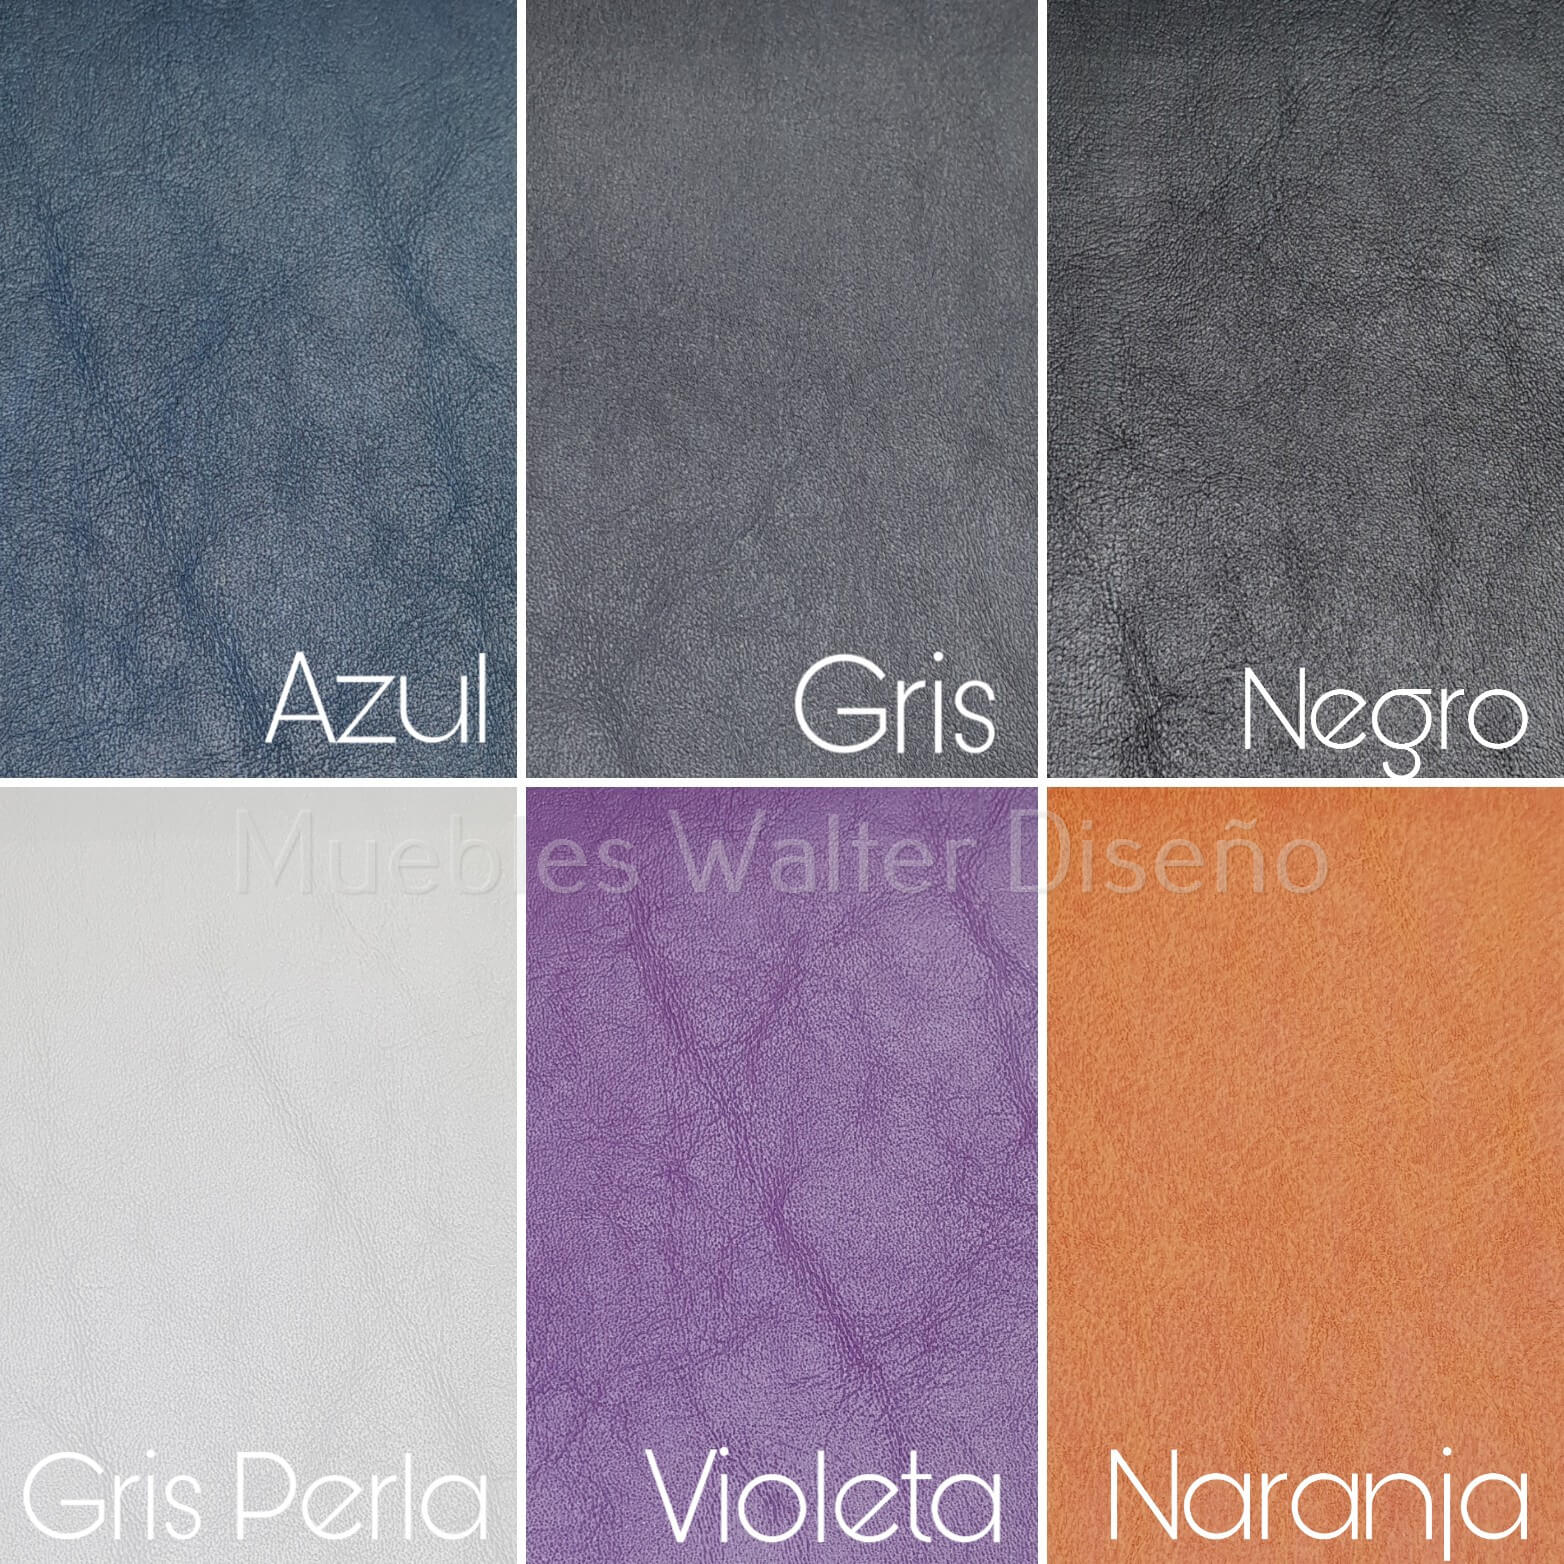 Azul
Gris
Negro
Muebles Walter Diseño
Gris Perla
Violeta
Naranja